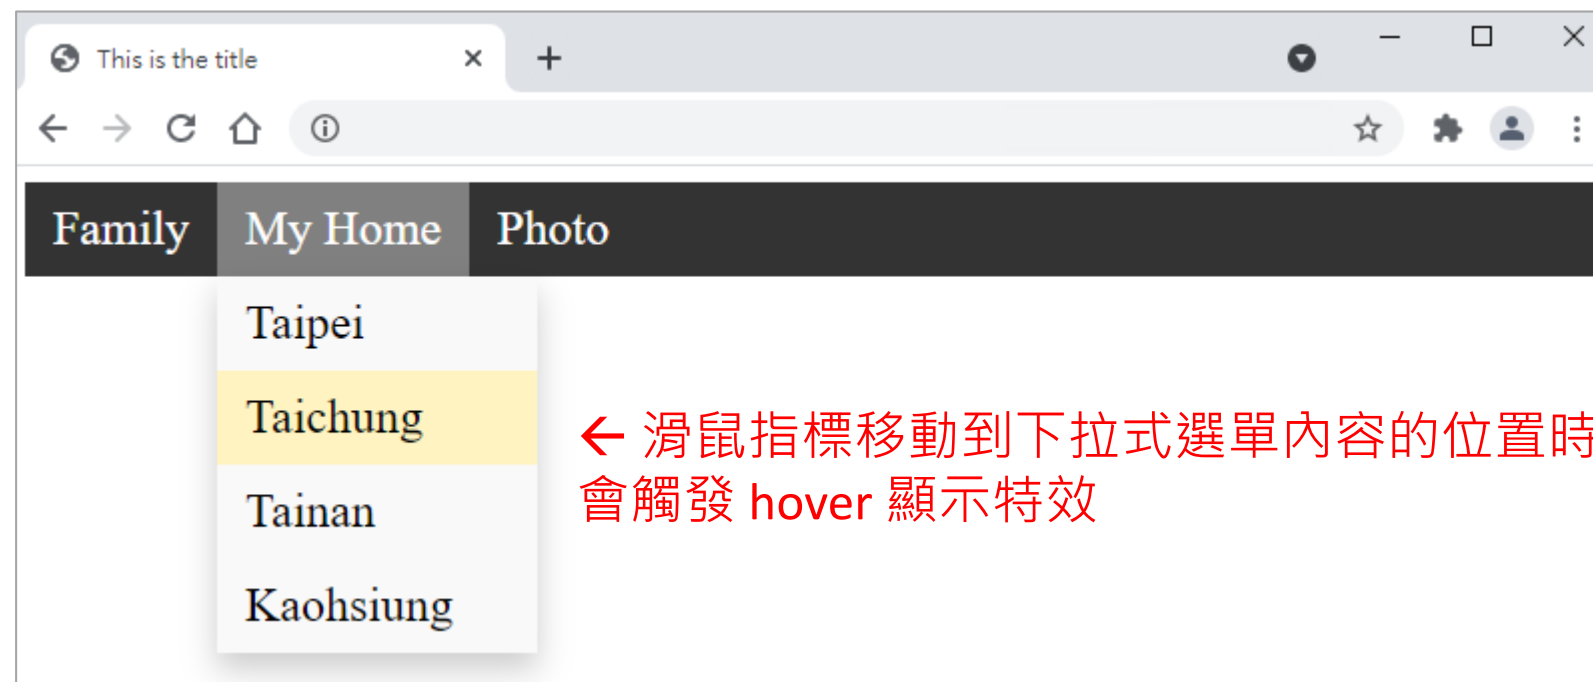 This is the title
Family My Home Photo
Taipei
Taichung
← 滑鼠指標移動到下拉式選單內容的位置時
會觸發 hover 顯示特效
Tainan
Kaohsiung